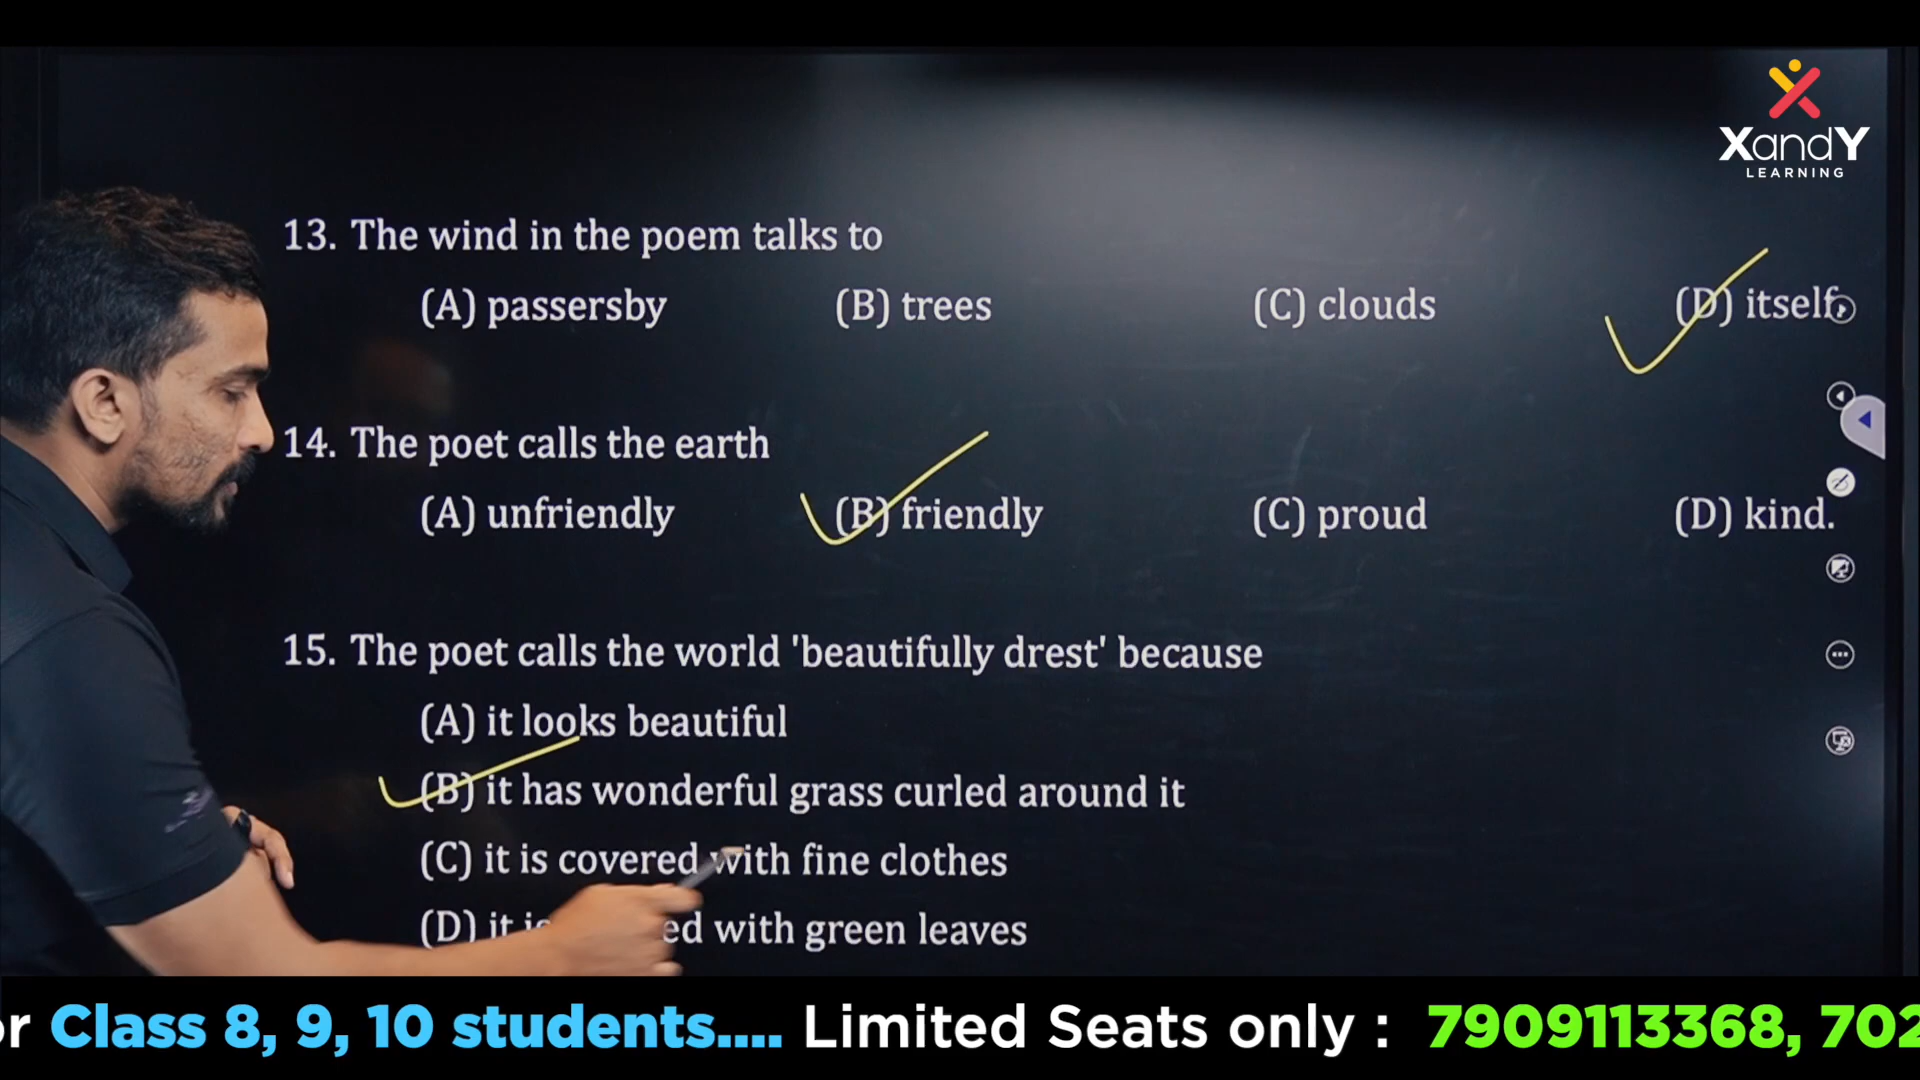 XandY
LEARNING
13. The wind in the poem talks to
(A) passersby (B) trees (C) clouds (D) itself
14. The poet calls the earth
(A) unfriendly (B) friendly (C) proud (D) kind.
15. The poet calls the world 'beautifully drest' because
(A) it looks beautiful
(B) it has wonderful grass curled around it
(C) it is covered with fine clothes
(D) it is with green leaves
Class 8, 9, 10 students.... Limited Seats only : 7909113368, 702